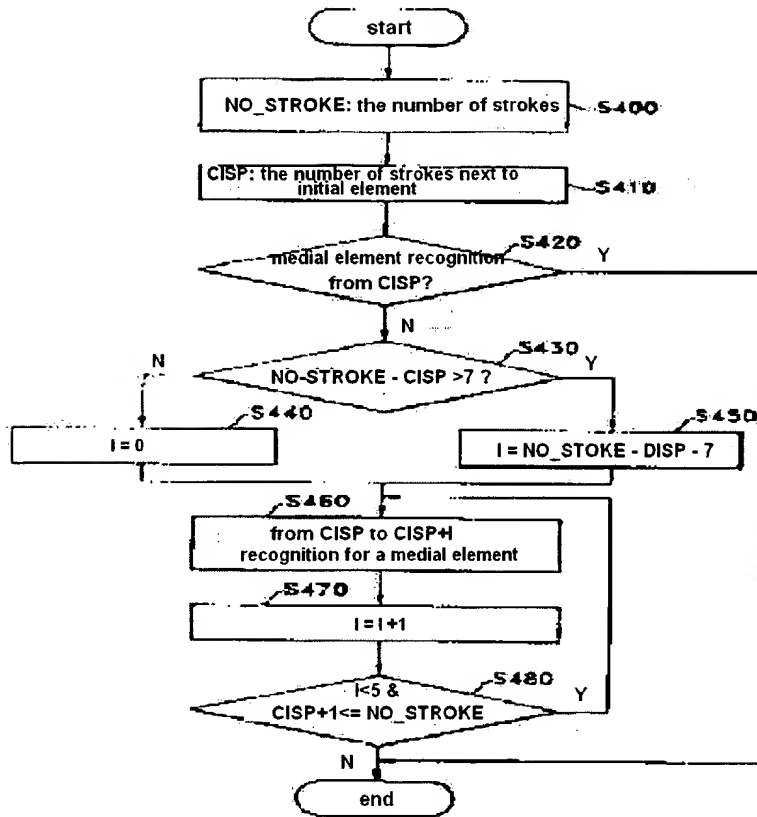 start
NO_STROKE: the number of strokes
S400
CISP: the number of strokes next to
initial element
S410
S420
medial element recognition
from CISP?
Y
N
S430
NO-STROKE - CISP >7 ?
N
Y
S440
I = 0
S450
I = NO_STOKE - DISP - 7
S460
from CISP to CISP+I
recognition for a medial element
S470
I = I +1
S480
I<5 &
CISP+1<= NO_STROKE
Y
N
end